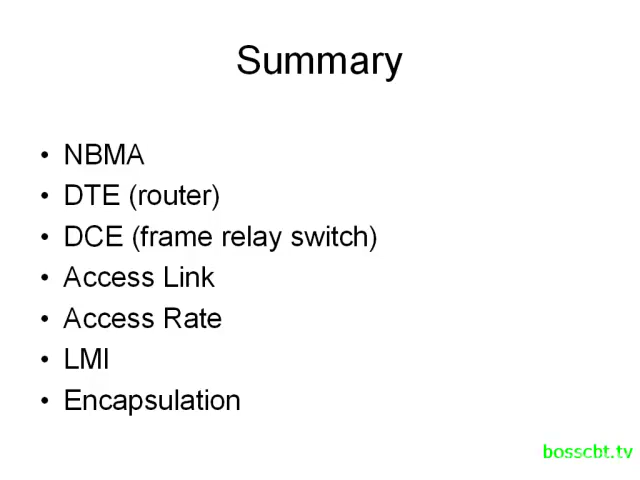 Summary
• NBMA
• DTE (router)
• DCE (frame relay switch)
• Access Link
• Access Rate
• LMI
• Encapsulation
bosscbt.tv